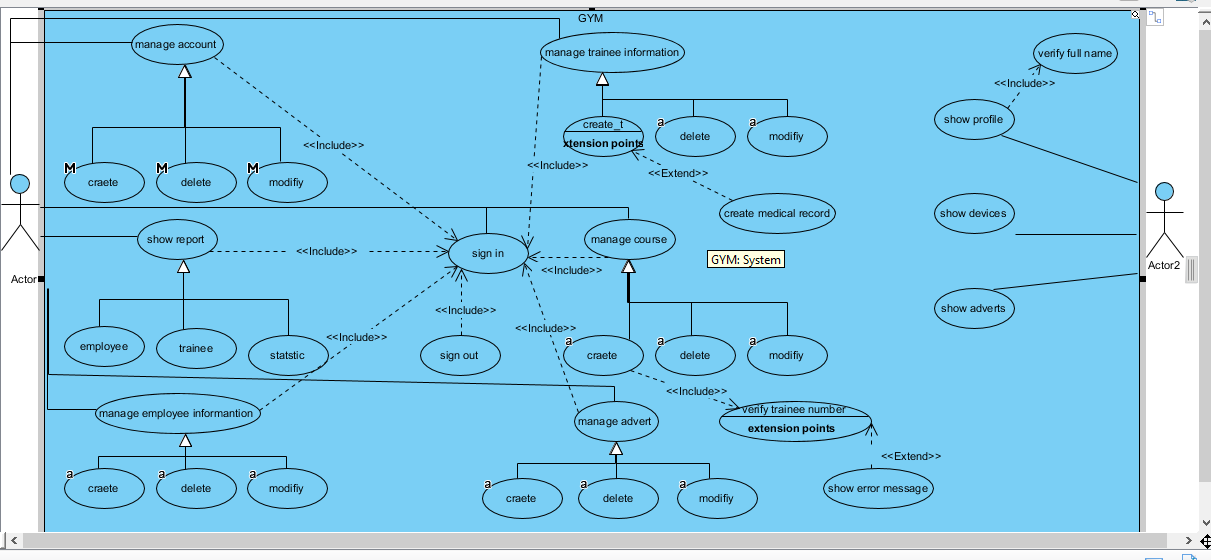 GYM
manage account
manage trainee information
verify full name
<<Include>>
show profile
create_t
xtension points
a
delete
a
modifiy
<<Include>>
<<Include>>
<<Extend>>
M
craete
M
delete
M
modifiy
create medical record
show devices
show report
manage course
sign in
<<Include>>
<<Include>>
GYM: System
Actor
Actor2
<<Include>>
<<Include>>
<<Include>>
show adverts
employee
trainee
statstic
sign out
a
craete
a
delete
a
modifiy
<<Include>>
manage employee informantion
manage advert
verify trainee number
extension points
<<Extend>>
a
craete
a
delete
a
modifiy
a
craete
a
delete
a
modifiy
show error message